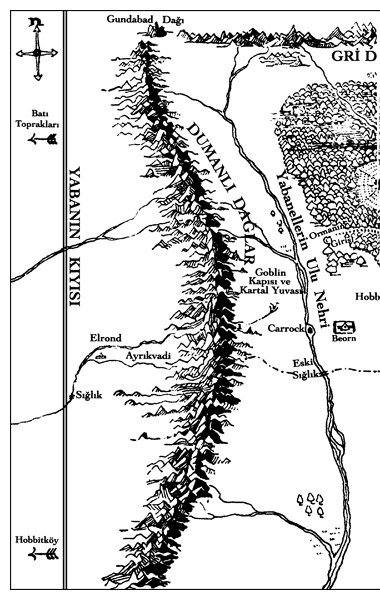 Gundabad Dağı
GRİ D
Batı
Toprakları
DUMANLI DAĞLAR
Yabanellerin Ulu Nehri
YABANIN KIYISI
Ormanın
Giriş
Goblin
Kapısı ve
Kartal Yuvası
Hobb
Carrock
Beorn
Elrond
Ayrıkvadi
Eski
Sığlık
Sığlık
Hobbitköy